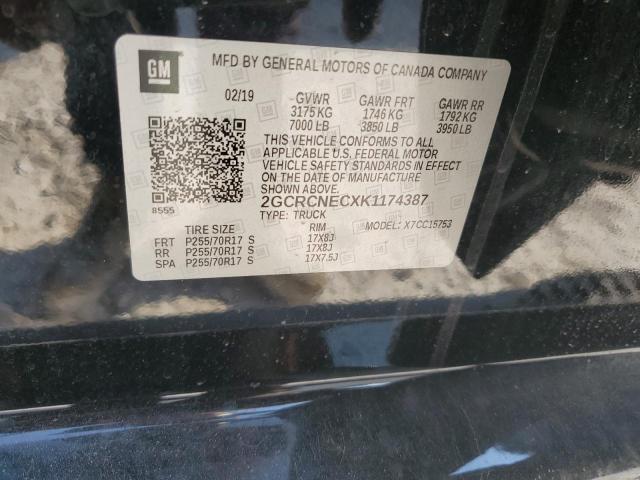 GM
MFD BY GENERAL MOTORS OF CANADA COMPANY
02/19 GVWR GAWR FRT GAWR RR
3175 KG 1746 KG 1792 KG
7000 LB 3850 LB 3950 LB
THIS VEHICLE CONFORMS TO ALL
APPLICABLE U.S. FEDERAL MOTOR
VEHICLE SAFETY STANDARDS IN EFFECT
ON THE DATE OF MANUFACTURE
SHOWN ABOVE.
8555
2GCRCNECXK1174387
TYPE: TRUCK MODEL: X7CC15753
TIRE SIZE RIM
FRT P255/70R17 S 17X8J
RR P255/70R17 S 17X8J
SPA P255/70R17 S 17X7.5J